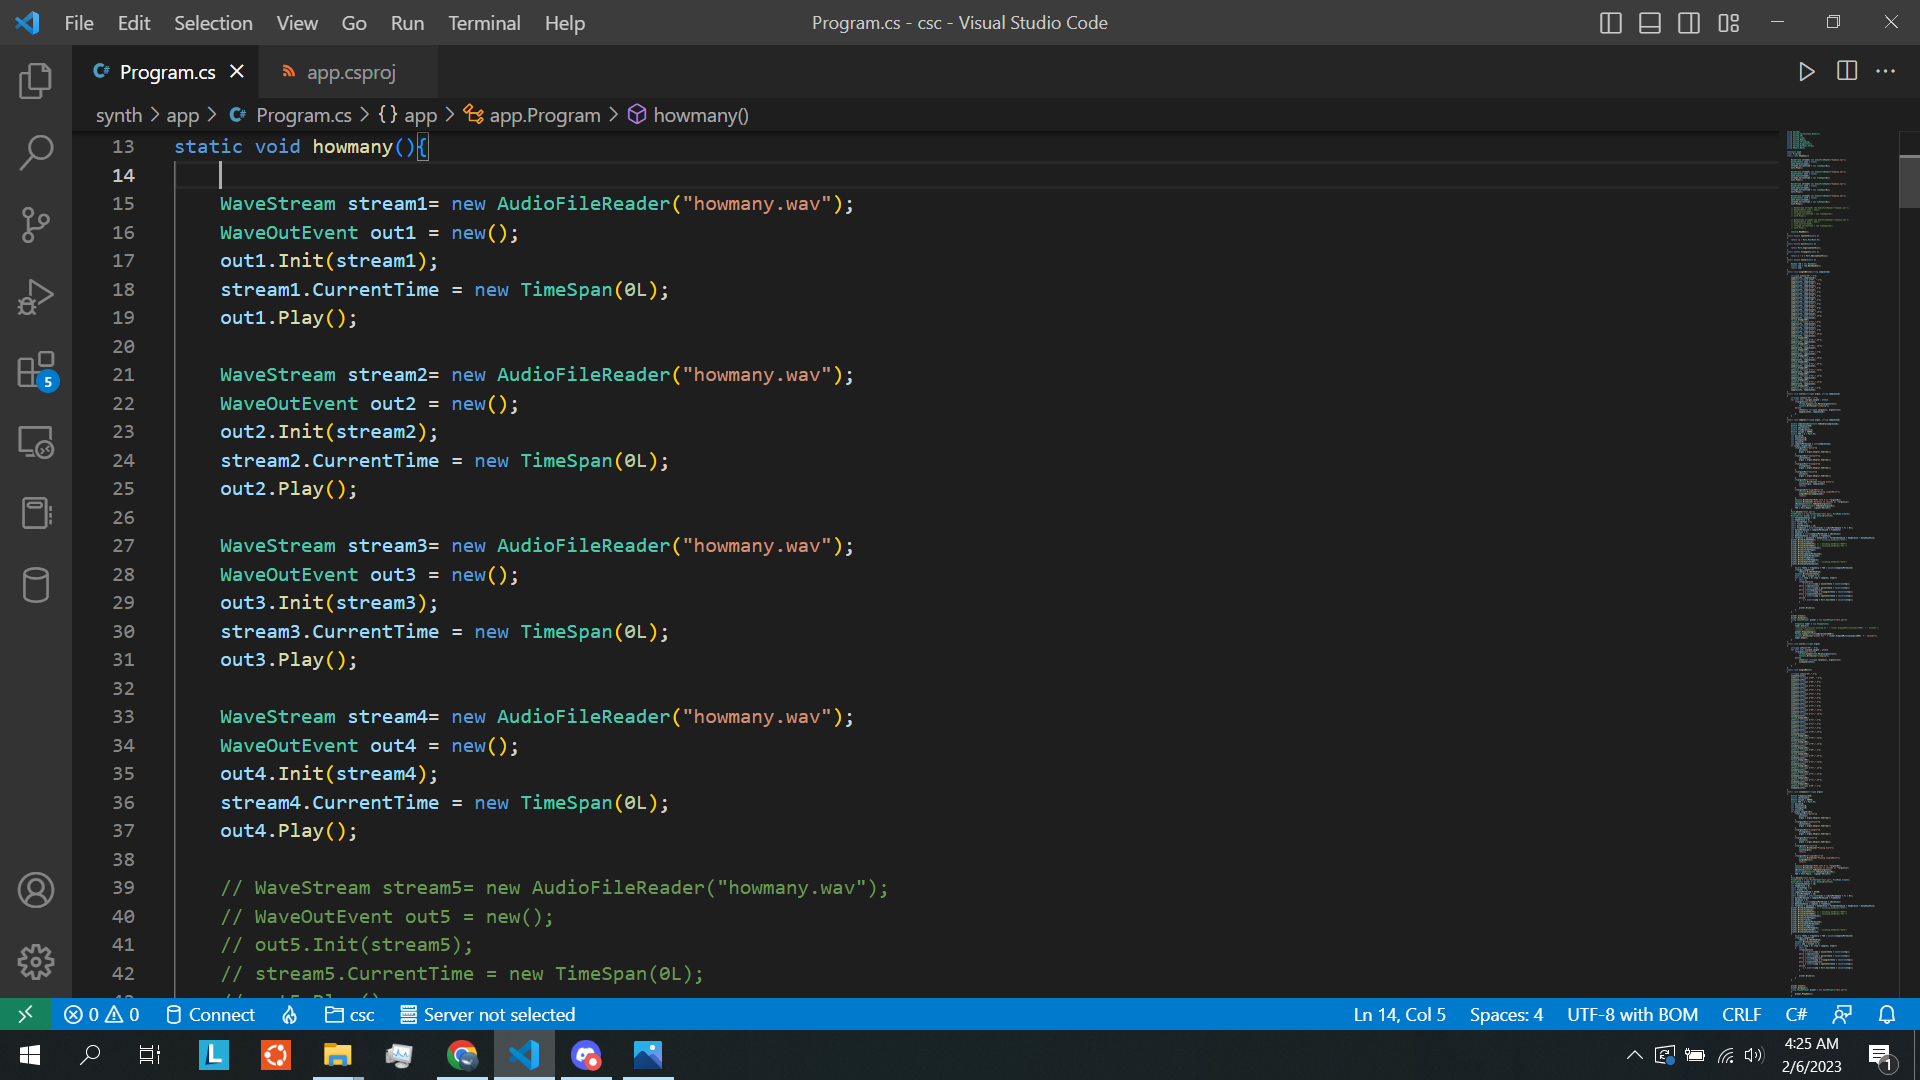 File Edit Selection View Go Run Terminal Help Program.cs - csc - Visual Studio Code
Program.cs app.csproj
synth > app > Program.cs > {} app > app.Program > howmany()
13 static void howmany(){
14
15 WaveStream stream1= new AudioFileReader("howmany.wav");
16 WaveOutEvent out1 = new();
17 out1.Init(stream1);
18 stream1.CurrentTime = new TimeSpan(0L);
19 out1.Play();
20
21 WaveStream stream2= new AudioFileReader("howmany.wav");
22 WaveOutEvent out2 = new();
23 out2.Init(stream2);
24 stream2.CurrentTime = new TimeSpan(0L);
25 out2.Play();
26
27 WaveStream stream3= new AudioFileReader("howmany.wav");
28 WaveOutEvent out3 = new();
29 out3.Init(stream3);
30 stream3.CurrentTime = new TimeSpan(0L);
31 out3.Play();
32
33 WaveStream stream4= new AudioFileReader("howmany.wav");
34 WaveOutEvent out4 = new();
35 out4.Init(stream4);
36 stream4.CurrentTime = new TimeSpan(0L);
37 out4.Play();
38
39 // WaveStream stream5= new AudioFileReader("howmany.wav");
40 // WaveOutEvent out5 = new();
41 // out5.Init(stream5);
42 // stream5.CurrentTime = new TimeSpan(0L);
5
0 0 Connect csc Server not selected Ln 14, Col 5 Spaces: 4 UTF-8 with BOM CRLF C#
L
4:25 AM
2/6/2023
1